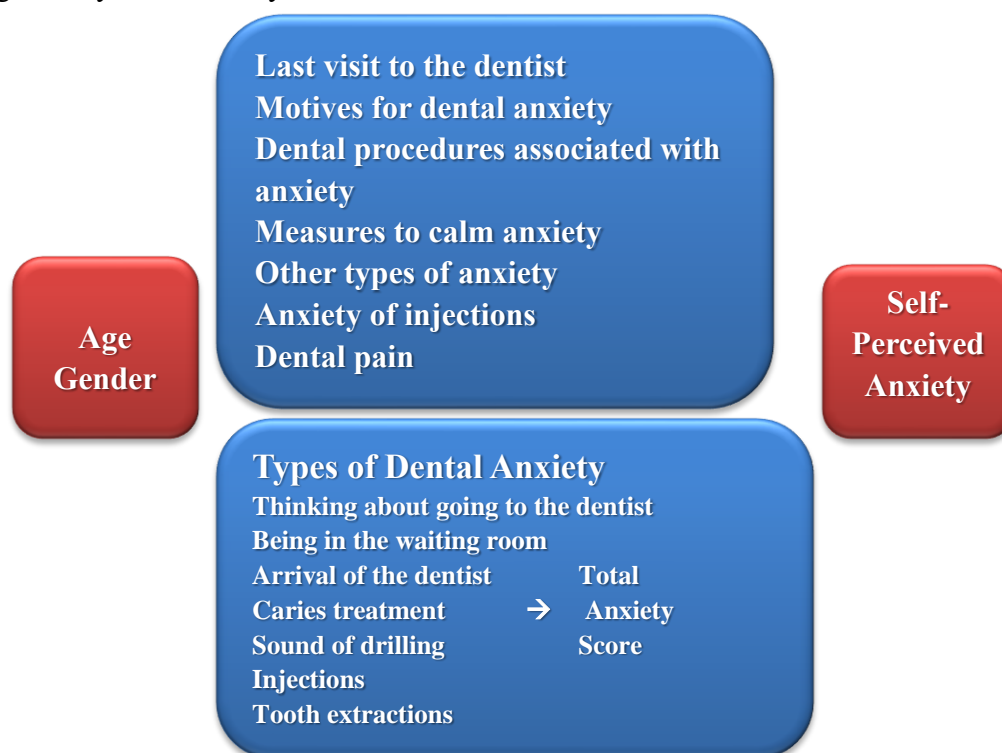 Last visit to the dentist
Motives for dental anxiety
Dental procedures associated with
anxiety
Measures to calm anxiety
Other types of anxiety
Anxiety of injections
Dental pain
Age
Gender
Self-
Perceived
Anxiety
Types of Dental Anxiety
Thinking about going to the dentist
Being in the waiting room
Arrival of the dentist Total
Caries treatment → Anxiety
Sound of drilling Score
Injections
Tooth extractions